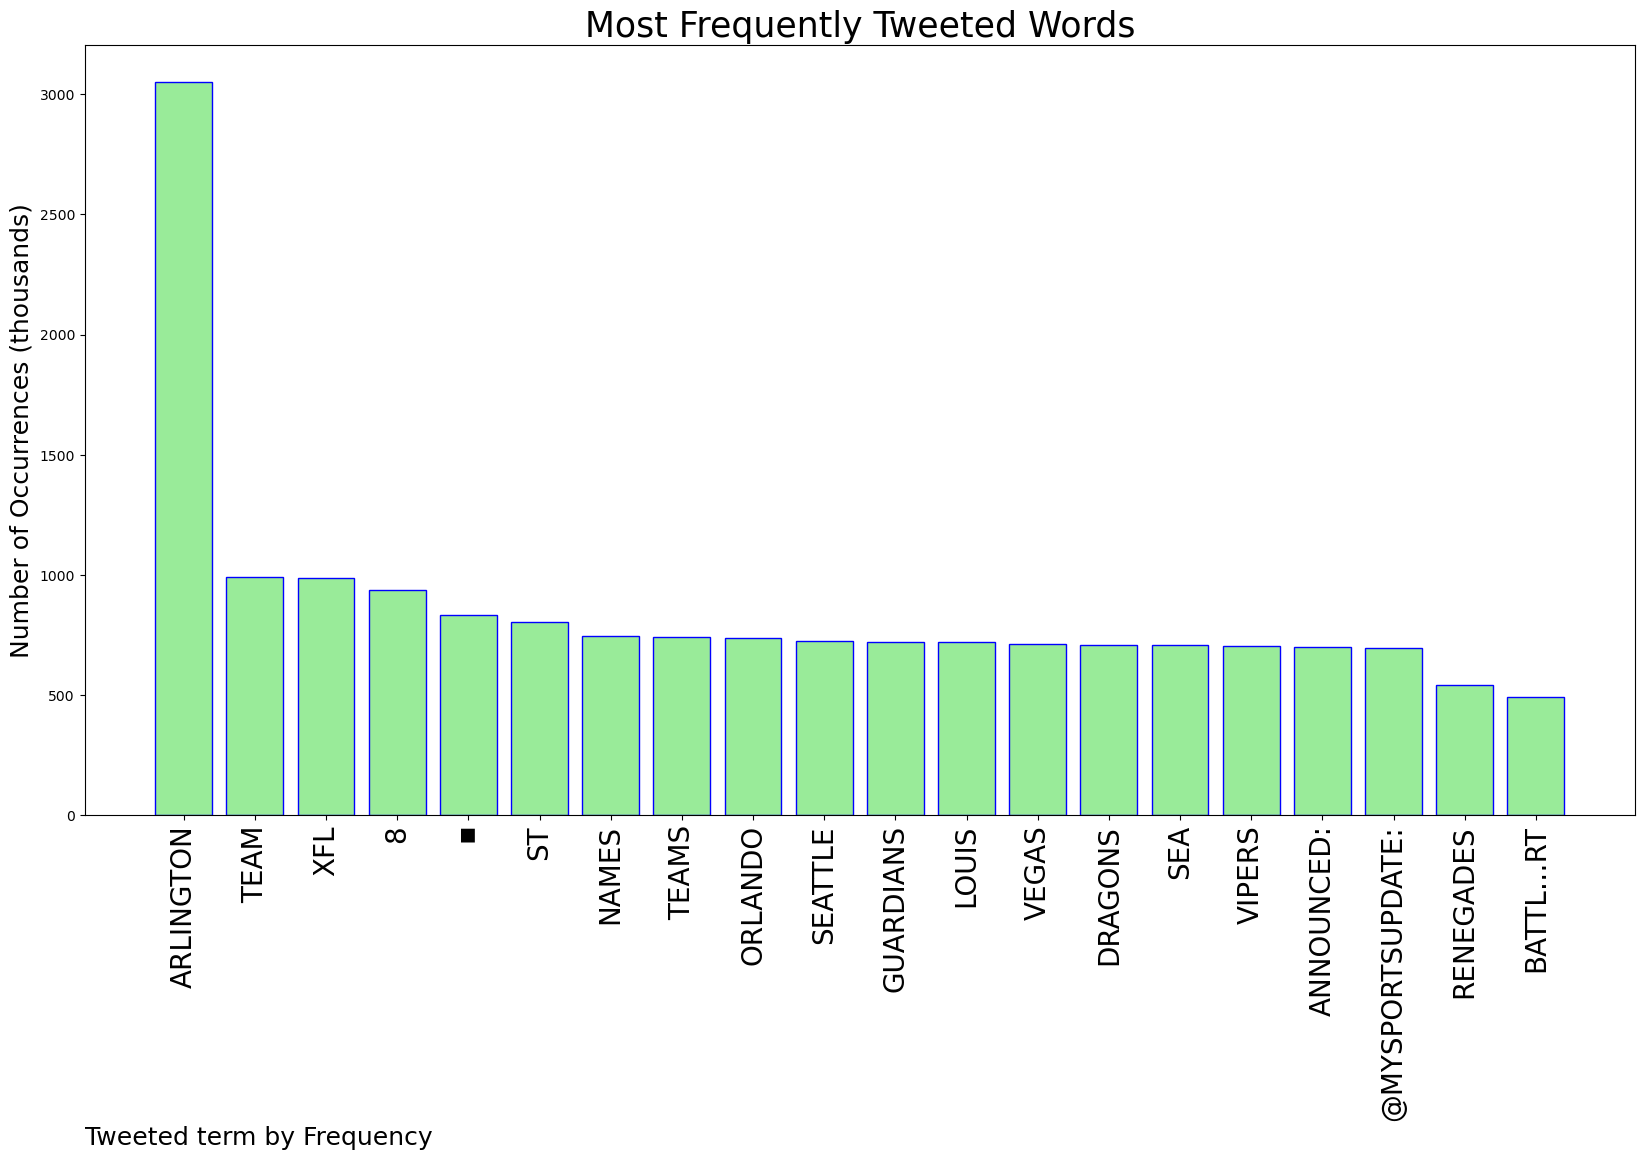 Most Frequently Tweeted Words
Number of Occurrences (thousands)
3000
2500
2000
1500
1000
500
0
ARLINGTON
TEAM
XFL
8
■
ST
NAMES
TEAMS
ORLANDO
SEATTLE
GUARDIANS
LOUIS
VEGAS
DRAGONS
SEA
VIPERS
ANNOUNCED:
@MYSPORTSUPDATE:
RENEGADES
BATTL…RT
Tweeted term by Frequency